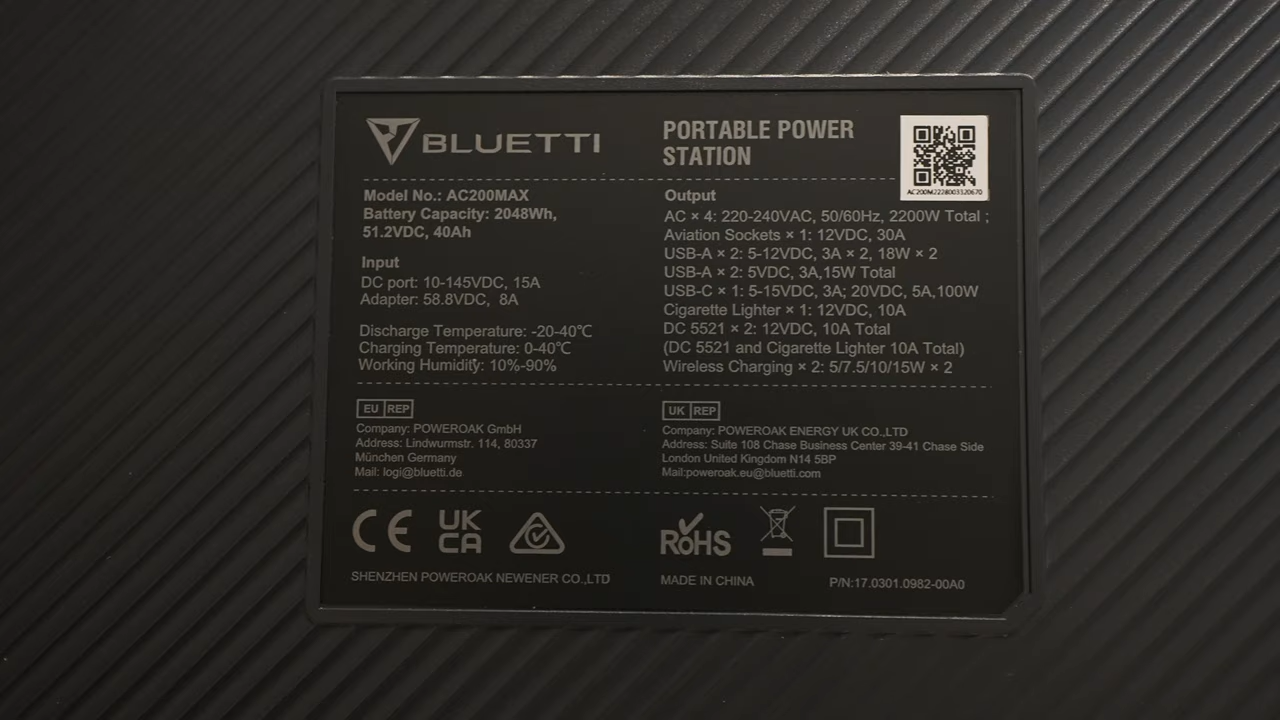 BLUETTI
PORTABLE POWER
STATION
AC200M2228003320670
Model No.: AC200MAX
Battery Capacity: 2048Wh,
51.2VDC, 40Ah
Input
DC port: 10-145VDC, 15A
Adapter: 58.8VDC, 8A
Discharge Temperature: -20-40℃
Charging Temperature: 0-40℃
Working Humidity: 10%-90%
Output
AC × 4: 220-240VAC, 50/60Hz, 2200W Total ;
Aviation Sockets × 1: 12VDC, 30A
USB-A × 2: 5-12VDC, 3A × 2, 18W × 2
USB-A × 2: 5VDC, 3A,15W Total
USB-C × 1: 5-15VDC, 3A; 20VDC, 5A,100W
Cigarette Lighter × 1: 12VDC, 10A
DC 5521 × 2: 12VDC, 10A Total
(DC 5521 and Cigarette Lighter 10A Total)
Wireless Charging × 2: 5/7.5/10/15W × 2
EU REP
Company: POWEROAK GmbH
Address: Lindwurmstr. 114, 80337
München Germany
Mail: logi@bluetti.de
UK REP
Company: POWEROAK ENERGY UK CO.,LTD
Address: Suite 108 Chase Business Center 39-41 Chase Side
London United Kingdom N14 5BP
Mail:poweroak.eu@bluetti.com
CE
UK
CA
RoHS
SHENZHEN POWEROAK NEWENER CO.,LTD
MADE IN CHINA
P/N:17.0301.0982-00A0